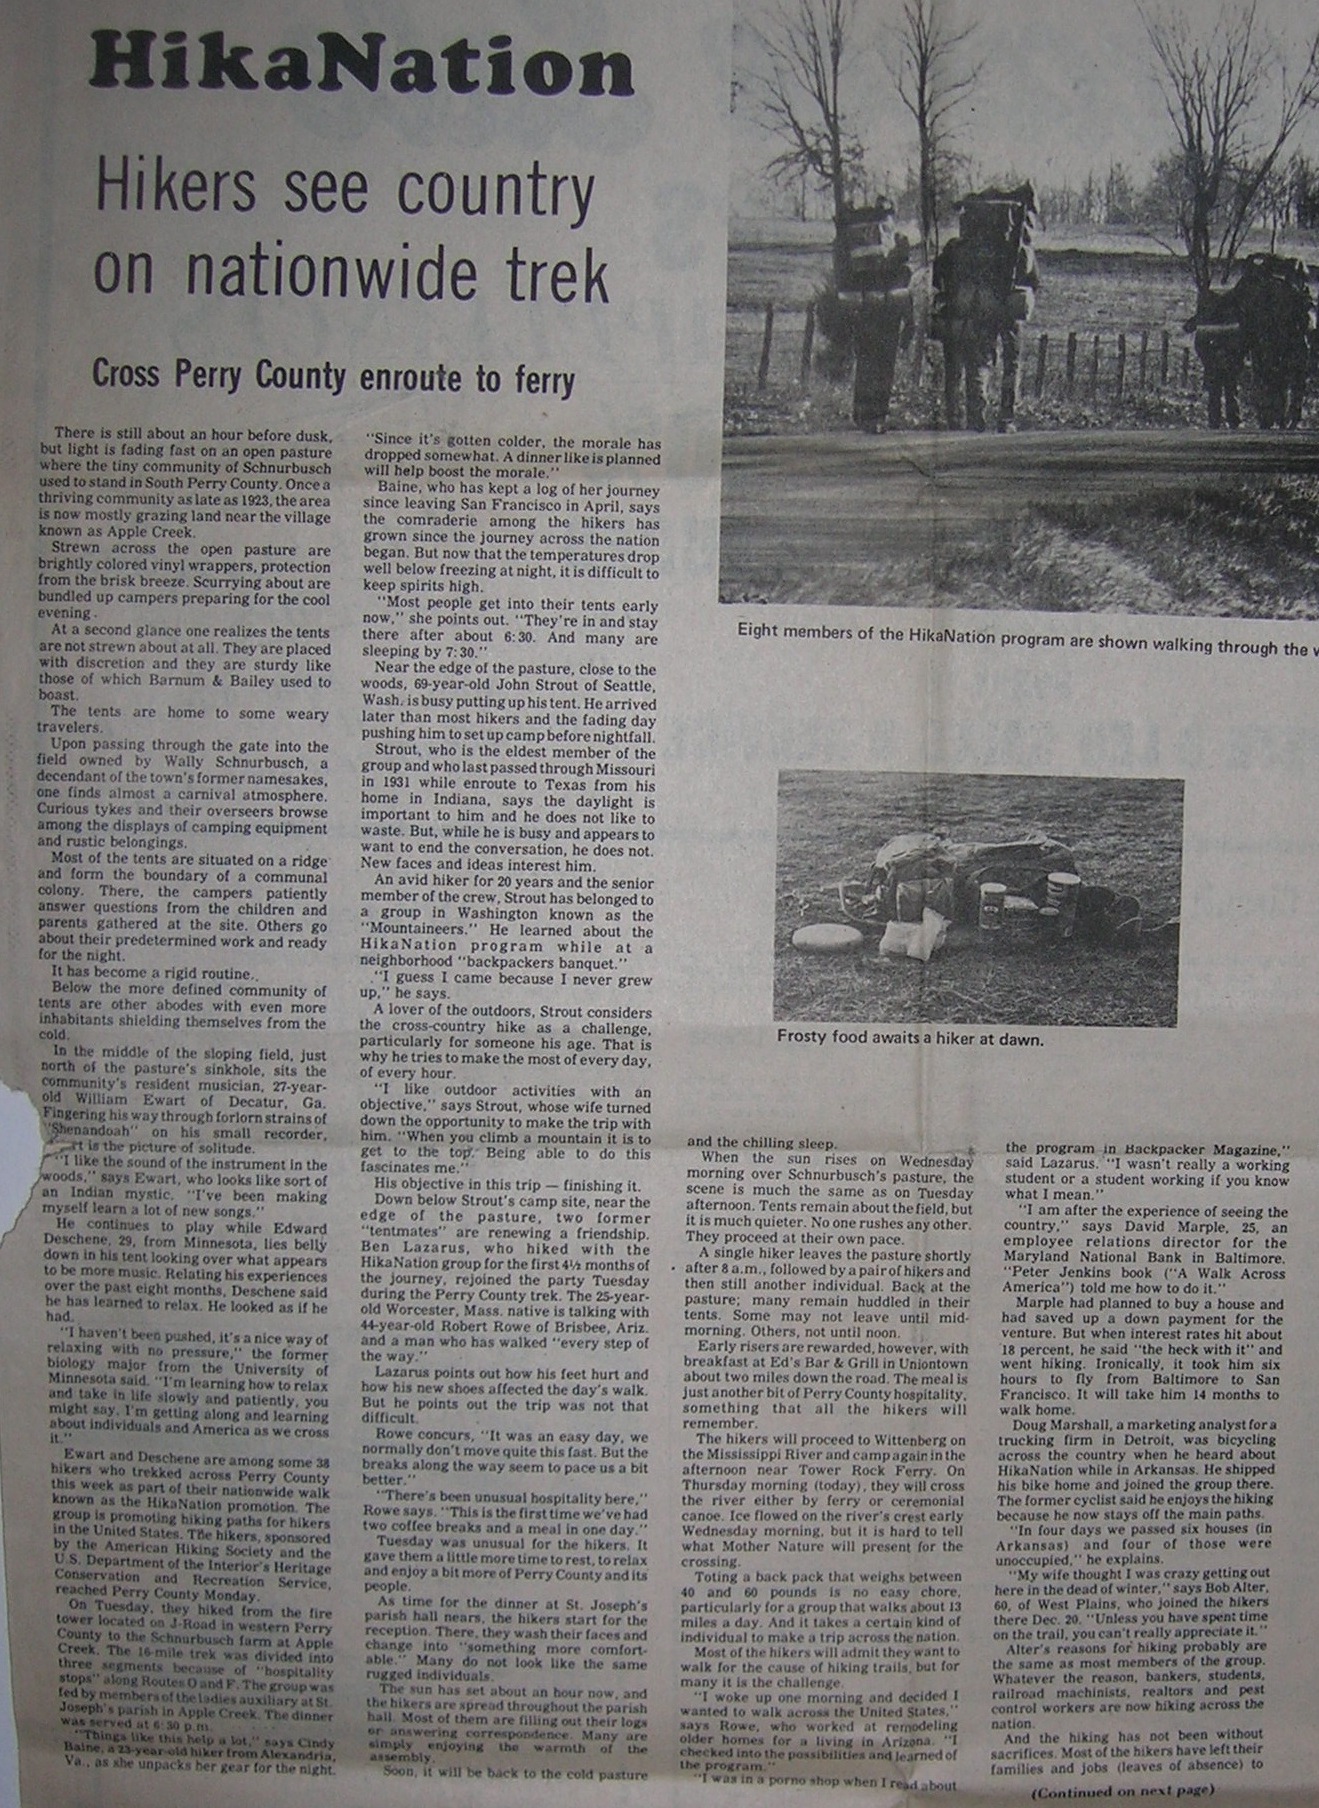 HikaNation
Hikers see country
on nationwide trek
Cross Perry County enroute to ferry
There is still about an hour before dusk,
but light is fading fast on an open pasture
where the tiny community of Schnurbusch
used to stand in South Perry County. Once a
thriving community as late as 1923, the area
is now mostly grazing land near the village
known as Apple Creek.
Strewn across the open pasture are
brightly colored vinyl wrappers, protection
from the brisk breeze. Scurrying about are
bundled up campers preparing for the cool
evening.
At a second glance one realizes the tents
are not strewn about at all. They are placed
with discretion and they are sturdy like
those of which Barnum & Bailey used to
boast.
The tents are home to some weary
travelers.
Upon passing through the gate into the
field owned by Wally Schnurbusch, a
decendant of the town's former namesakes,
one finds almost a carnival atmosphere.
Curious tykes and their overseers browse
among the displays of camping equipment
and rustic belongings.
Most of the tents are situated on a ridge
and form the boundary of a communal
colony. There, the campers patiently
answer questions from the children and
parents gathered at the site. Others go
about their predetermined work and ready
for the night.
It has become a rigid routine.
Below the more defined community of
tents are other abodes with even more
inhabitants shielding themselves from the
cold.
In the middle of the sloping field, just
north of the pasture's sinkhole, sits the
community's resident musician, 27-year-
old William Ewart of Decatur, Ga.
Fingering his way through forlorn strains of
"Shenandoah" on his small recorder,
rt is the picture of solitude.
"I like the sound of the instrument in the
woods," says Ewart, who looks like sort of
an Indian mystic. "I've been making
myself learn a lot of new songs."
He continues to play while Edward
Deschene, 29, from Minnesota, lies belly
down in his tent looking over what appears
to be more music. Relating his experiences
over the past eight months, Deschene said
he has learned to relax. He looked as if he
had.
"I haven't been pushed, it's a nice way of
relaxing with no pressure," the former
biology major from the University of
Minnesota said. "I'm learning how to relax
and take in life slowly and patiently, you
might say, I'm getting along and learning
about individuals and America as we cross
it."
Ewart and Deschene are among some 38
hikers who trekked across Perry County
this week as part of their nationwide walk
known as the HikaNation promotion. The
group is promoting hiking paths for hikers
in the United States. The hikers, sponsored
by the American Hiking Society and the
U.S. Department of the Interior's Heritage
Conservation and Recreation Service,
reached Perry County Monday.
On Tuesday, they hiked from the fire
tower located on J-Road in western Perry
County to the Schnurbusch farm at Apple
Creek. The 16-mile trek was divided into
three segments because of "hospitality
stops" along Routes O and F. The group was
fed by members of the ladies auxiliary at St.
Joseph's parish in Apple Creek. The dinner
was served at 6:30 p.m.
"Things like this help a lot," says Cindy
Baine, a 23-year-old hiker from Alexandria,
Va., as she unpacks her gear for the night.
"Since it's gotten colder, the morale has
dropped somewhat. A dinner like is planned
will help boost the morale."
Baine, who has kept a log of her journey
since leaving San Francisco in April, says
the comraderie among the hikers has
grown since the journey across the nation
began. But now that the temperatures drop
well below freezing at night, it is difficult to
keep spirits high.
"Most people get into their tents early
now," she points out. "They're in and stay
there after about 6:30. And many are
sleeping by 7:30."
Near the edge of the pasture, close to the
woods, 69-year-old John Strout of Seattle,
Wash. is busy putting up his tent. He arrived
later than most hikers and the fading day
pushing him to set up camp before nightfall.
Strout, who is the eldest member of the
group and who last passed through Missouri
in 1931 while enroute to Texas from his
home in Indiana, says the daylight is
important to him and he does not like to
waste. But, while he is busy and appears to
want to end the conversation, he does not.
New faces and ideas interest him.
An avid hiker for 20 years and the senior
member of the crew, Strout has belonged to
a group in Washington known as the
"Mountaineers." He learned about the
HikaNation program while at a
neighborhood "backpackers banquet."
"I guess I came because I never grew
up," he says.
A lover of the outdoors, Strout considers
the cross-country hike as a challenge,
particularly for someone his age. That is
why he tries to make the most of every day,
of every hour.
"I like outdoor activities with an
objective," says Strout, whose wife turned
down the opportunity to make the trip with
him. "When you climb a mountain it is to
get to the top. Being able to do this
fascinates me."
His objective in this trip — finishing it.
Down below Strout's camp site, near the
edge of the pasture, two former
"tentmates" are renewing a friendship.
Ben Lazarus, who hiked with the
HikaNation group for the first 4½ months of
the journey, rejoined the party Tuesday
during the Perry County trek. The 25-year-
old Worcester, Mass. native is talking with
44-year-old Robert Rowe of Brisbee, Ariz.
and a man who has walked "every step of
the way."
Lazarus points out how his feet hurt and
how his new shoes affected the day's walk.
But he points out the trip was not that
difficult.
Rowe concurs, "It was an easy day, we
normally don't move quite this fast. But the
breaks along the way seem to pace us a bit
better."
"There's been unusual hospitality here,"
Rowe says. "This is the first time we've had
two coffee breaks and a meal in one day."
Tuesday was unusual for the hikers. It
gave them a little more time to rest, to relax
and enjoy a bit more of Perry County and its
people.
As time for the dinner at St. Joseph's
parish hall nears, the hikers start for the
reception. There, they wash their faces and
change into "something more comfort-
able." Many do not look like the same
rugged individuals.
The sun has set about an hour now, and
the hikers are spread throughout the parish
hall. Most of them are filling out their logs
or answering correspondence. Many are
simply enjoying the warmth of the
assembly.
Soon, it will be back to the cold pasture
Eight members of the HikaNation program are shown walking through the
Frosty food awaits a hiker at dawn.
and the chilling sleep.
When the sun rises on Wednesday
morning over Schnurbusch's pasture, the
scene is much the same as on Tuesday
afternoon. Tents remain about the field, but
it is much quieter. No one rushes any other.
They proceed at their own pace.
A single hiker leaves the pasture shortly
after 8 a.m., followed by a pair of hikers and
then still another individual. Back at the
pasture; many remain huddled in their
tents. Some may not leave until mid-
morning. Others, not until noon.
Early risers are rewarded, however, with
breakfast at Ed's Bar & Grill in Uniontown
about two miles down the road. The meal is
just another bit of Perry County hospitality,
something that all the hikers will
remember.
The hikers will proceed to Wittenberg on
the Mississippi River and camp again in the
afternoon near Tower Rock Ferry. On
Thursday morning (today), they will cross
the river either by ferry or ceremonial
canoe. Ice flowed on the river's crest early
Wednesday morning, but it is hard to tell
what Mother Nature will present for the
crossing.
Toting a back pack that weighs between
40 and 60 pounds is no easy chore,
particularly for a group that walks about 13
miles a day. And it takes a certain kind of
individual to make a trip across the nation.
Most of the hikers will admit they want to
walk for the cause of hiking trails, but for
many it is the challenge.
"I woke up one morning and decided I
wanted to walk across the United States,"
says Rowe, who worked at remodeling
older homes for a living in Arizona. "I
checked into the possibilities and learned of
the program."
"I was in a porno shop when I read about
the program in Backpacker Magazine,"
said Lazarus. "I wasn't really a working
student or a student working if you know
what I mean."
"I am after the experience of seeing the
country," says David Marple, 25, an
employee relations director for the
Maryland National Bank in Baltimore.
"Peter Jenkins book ("A Walk Across
America") told me how to do it."
Marple had planned to buy a house and
had saved up a down payment for the
venture. But when interest rates hit about
18 percent, he said "the heck with it" and
went hiking. Ironically, it took him six
hours to fly from Baltimore to San
Francisco. It will take him 14 months to
walk home.
Doug Marshall, a marketing analyst for a
trucking firm in Detroit, was bicycling
across the country when he heard about
HikaNation while in Arkansas. He shipped
his bike home and joined the group there.
The former cyclist said he enjoys the hiking
because he now stays off the main paths.
"In four days we passed six houses (in
Arkansas) and four of those were
unoccupied," he explains.
"My wife thought I was crazy getting out
here in the dead of winter," says Bob Alter,
60, of West Plains, who joined the hikers
there Dec. 20. "Unless you have spent time
on the trail, you can't really appreciate it."
Alter's reasons for hiking probably are
the same as most members of the group.
Whatever the reason, bankers, students,
railroad machinists, realtors and pest
control workers are now hiking across the
nation.
And the hiking has not been without
sacrifices. Most of the hikers have left their
families and jobs (leaves of absence) to
(Continued on next page)